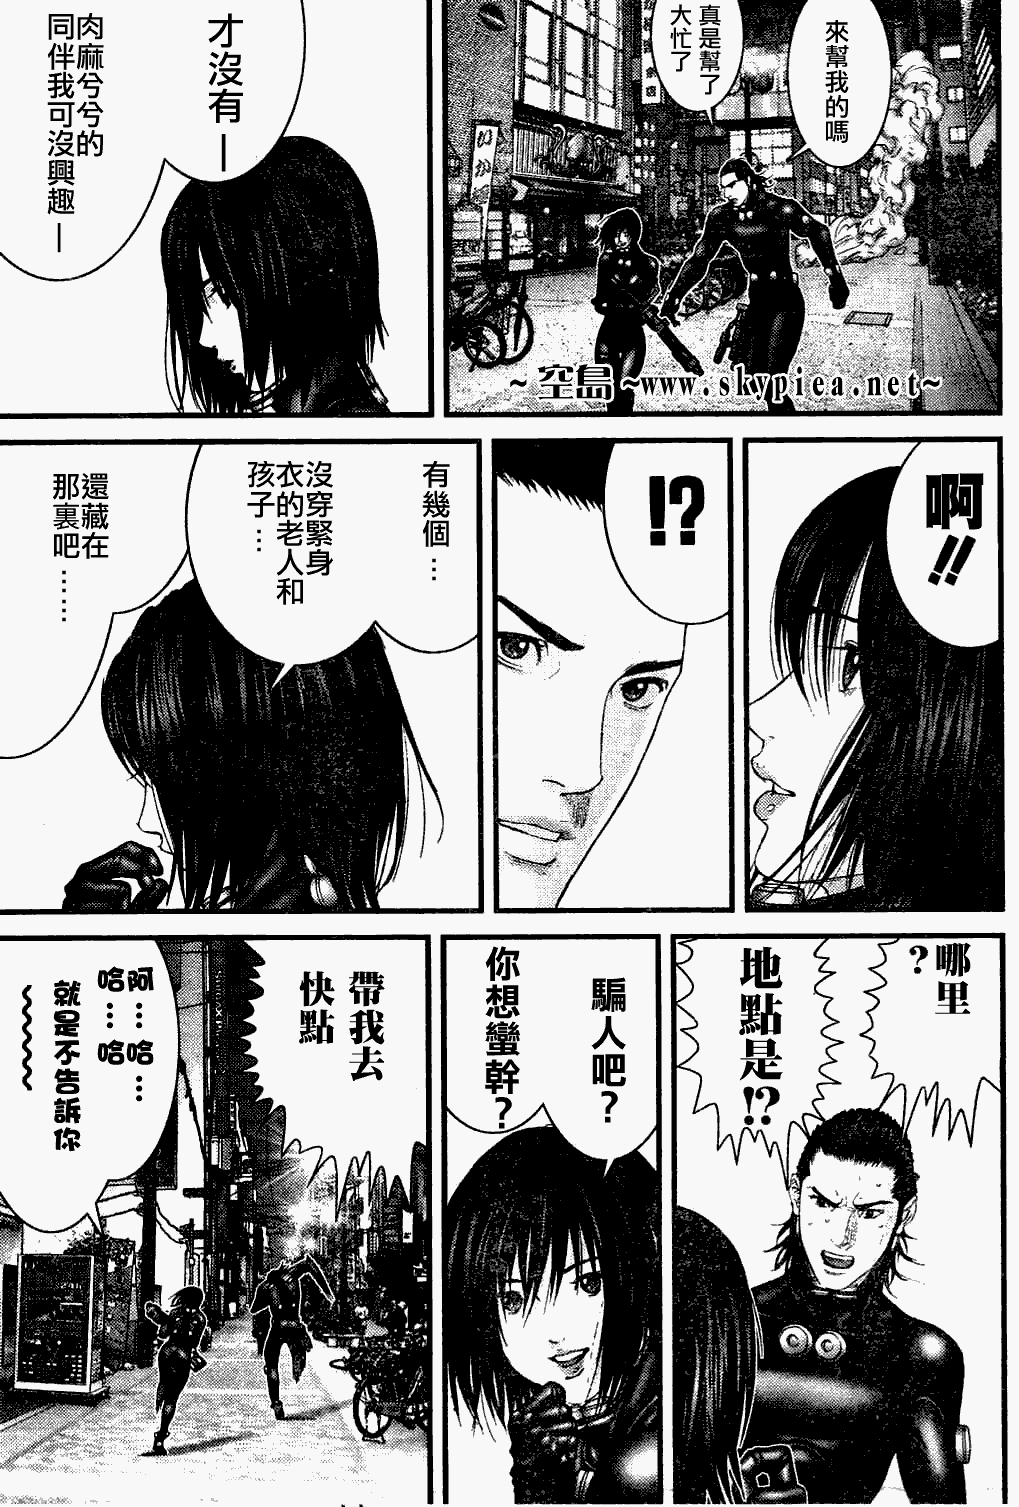 來幫我的嗎
真是幫了
大忙了
才沒有—
肉麻兮兮的
同伴我可沒興趣—
~空島~www.skypiea.net~
啊!!
!?
有幾個…
沒穿緊身
衣的老人和
孩子…
還藏在
那裏吧……
哪里
?
地點是!?
騙人吧?
你想蠻幹?
帶我去
快點
阿…哈…
哈…哈
就是不告訴你